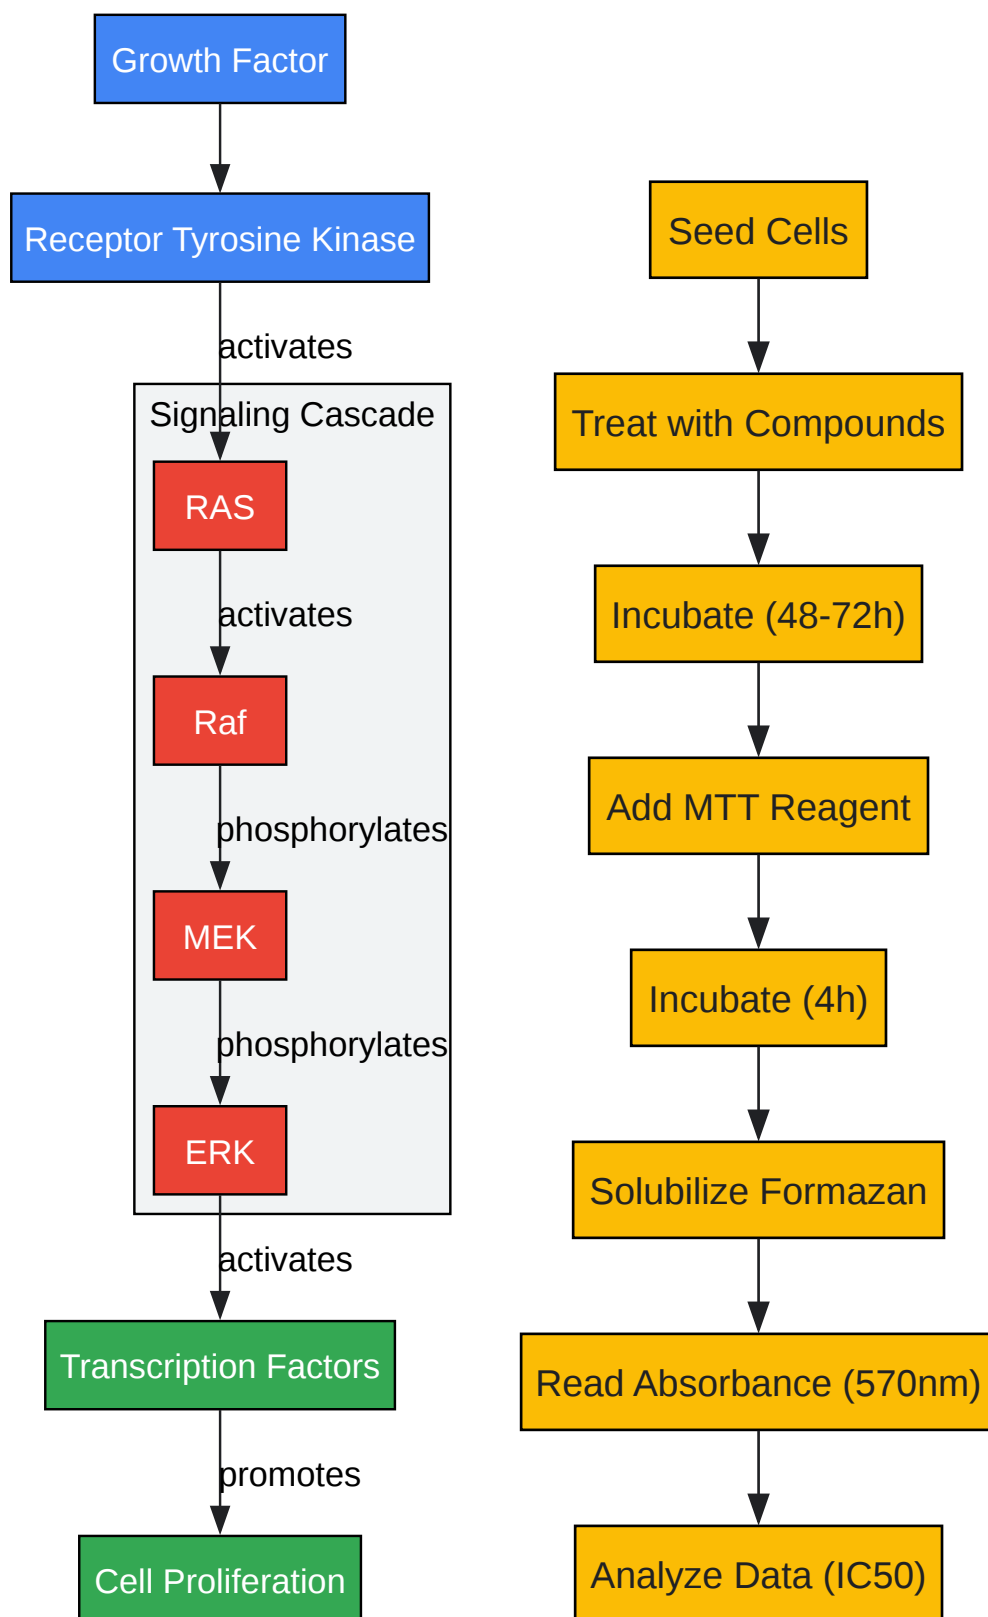 Growth Factor
Receptor Tyrosine Kinase
activates
Signaling Cascade
RAS
activates
Raf
phosphorylates
MEK
phosphorylates
ERK
activates
Transcription Factors
promotes
Cell Proliferation
Seed Cells
Treat with Compounds
Incubate (48-72h)
Add MTT Reagent
Incubate (4h)
Solubilize Formazan
Read Absorbance (570nm)
Analyze Data (IC50)